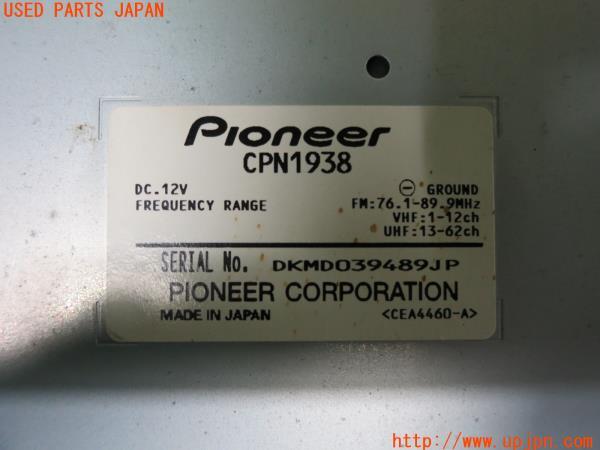 USED PARTS JAPAN
Pioneer
CPN1938
DC.12V ⊖ GROUND
FREQUENCY RANGE FM:76.1-89.9MHz
VHF:1-12ch
UHF:13-62ch
SERIAL No. DKMD039489JP
PIONEER CORPORATION
MADE IN JAPAN <CEA4460-A>
http://www.upjpn.com/